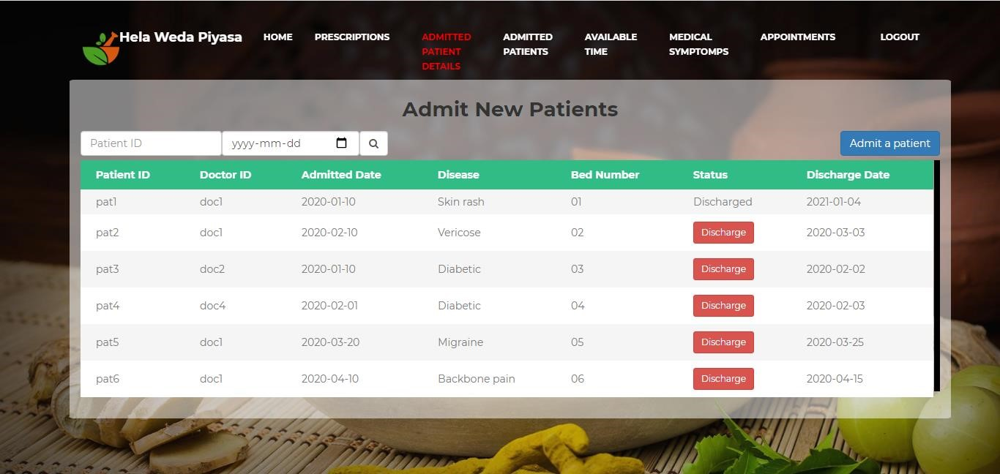 Hela Weda Piyasa HOME PRESCRIPTIONS ADMITTED ADMITTED AVAILABLE MEDICAL APPOINTMENTS LOGOUT
PATIENT PATIENTS TIME SYMPTOMPS
DETAILS
Admit New Patients
Patient ID yyyy-mm-dd Admit a patient
Patient ID Doctor ID Admitted Date Disease Bed Number Status Discharge Date
pat1 doc1 2020-01-10 Skin rash 01 Discharged 2021-01-04
pat2 doc1 2020-02-10 Vericose 02 Discharge 2020-03-03
pat3 doc2 2020-01-10 Diabetic 03 Discharge 2020-02-02
pat4 doc4 2020-02-01 Diabetic 04 Discharge 2020-02-03
pat5 doc1 2020-03-20 Migraine 05 Discharge 2020-03-25
pat6 doc1 2020-04-10 Backbone pain 06 Discharge 2020-04-15